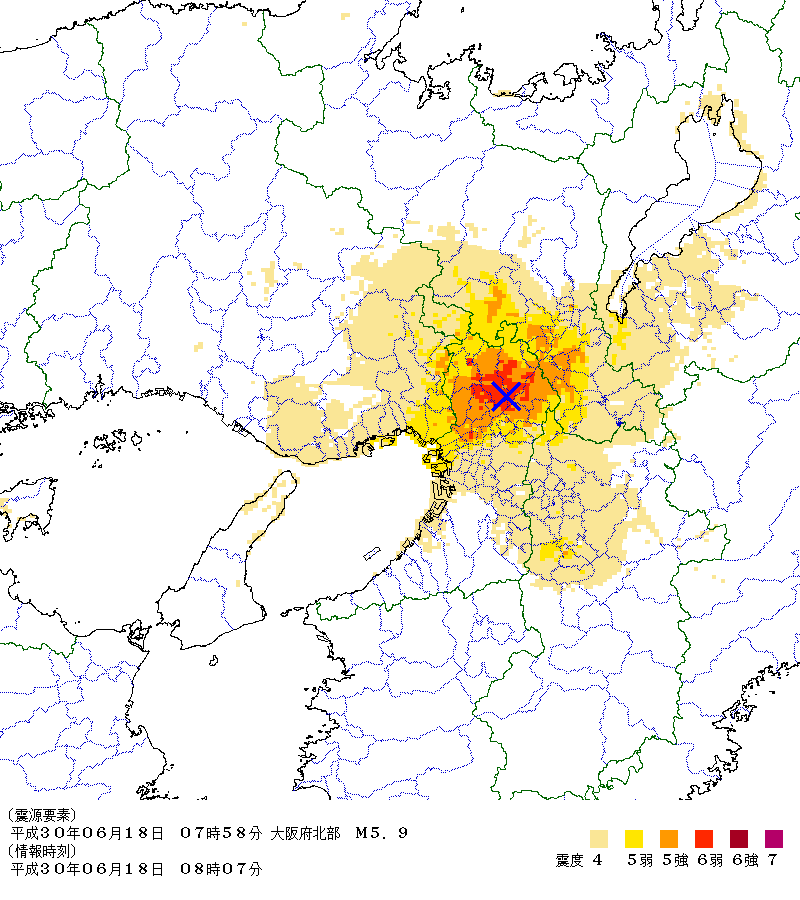 (震源要素)
平成３０年０６月１８日　０７時５８分 大阪府北部　Ｍ５．９
(情報時刻)
平成３０年０６月１８日　０８時０７分
震度 ４　５弱 ５強 ６弱 ６強 ７